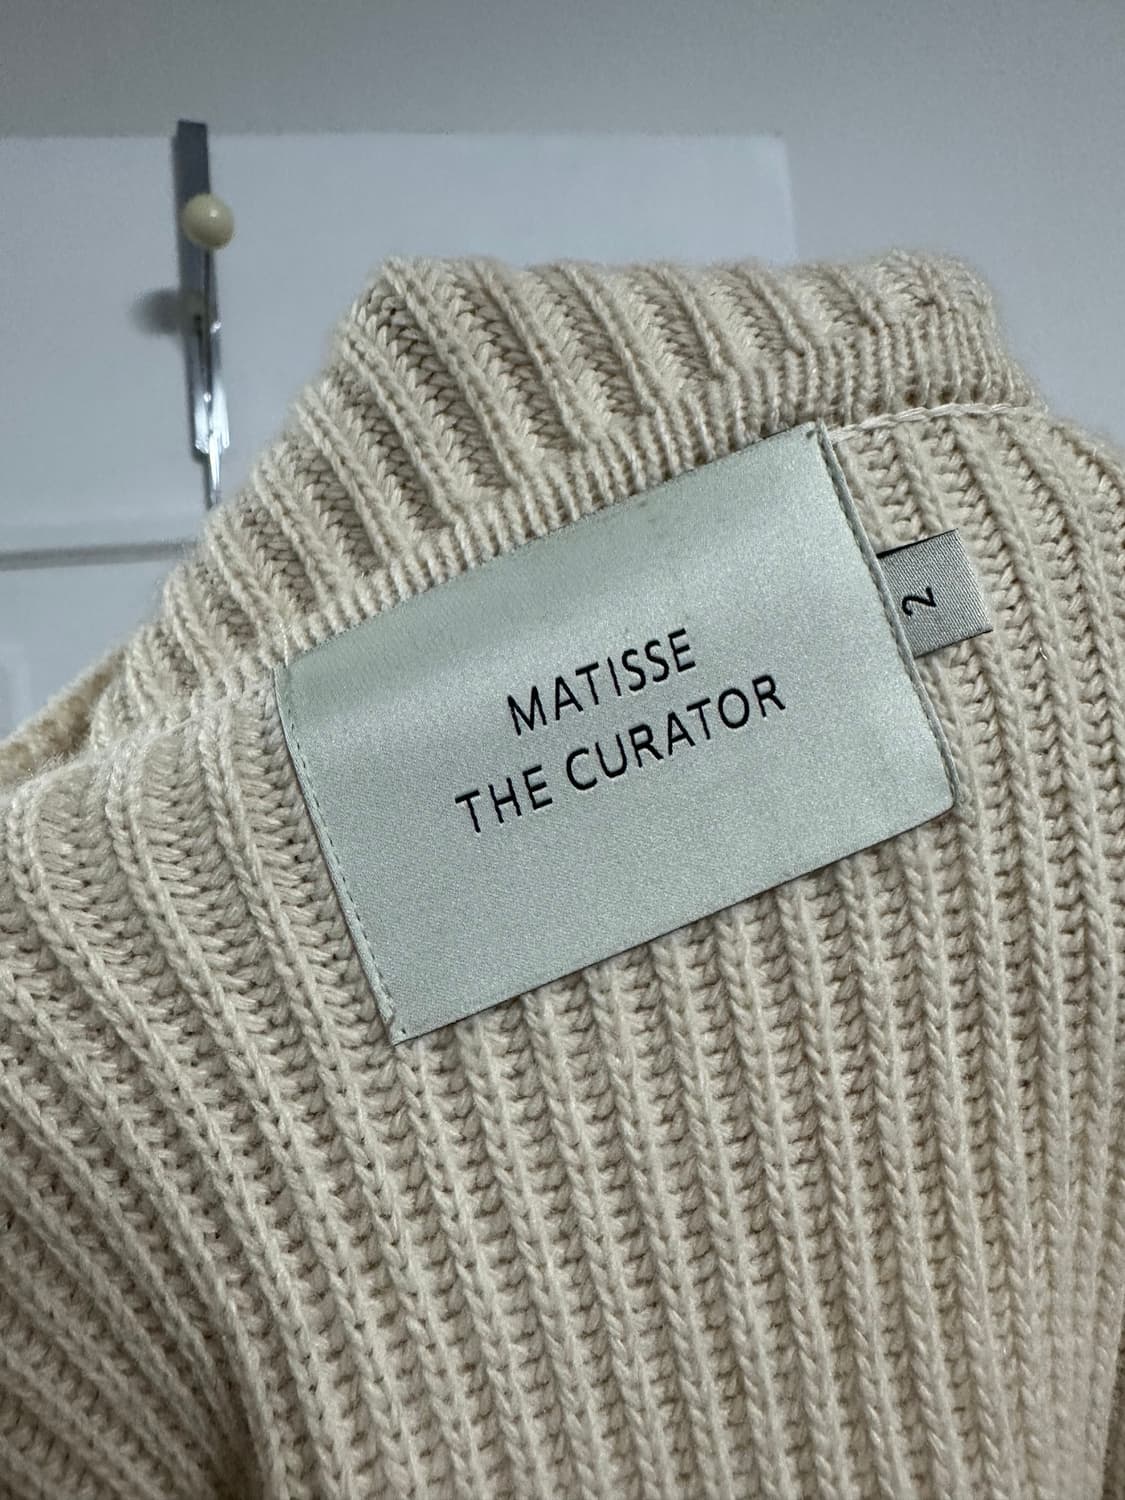 MATISSE
THE CURATOR
2